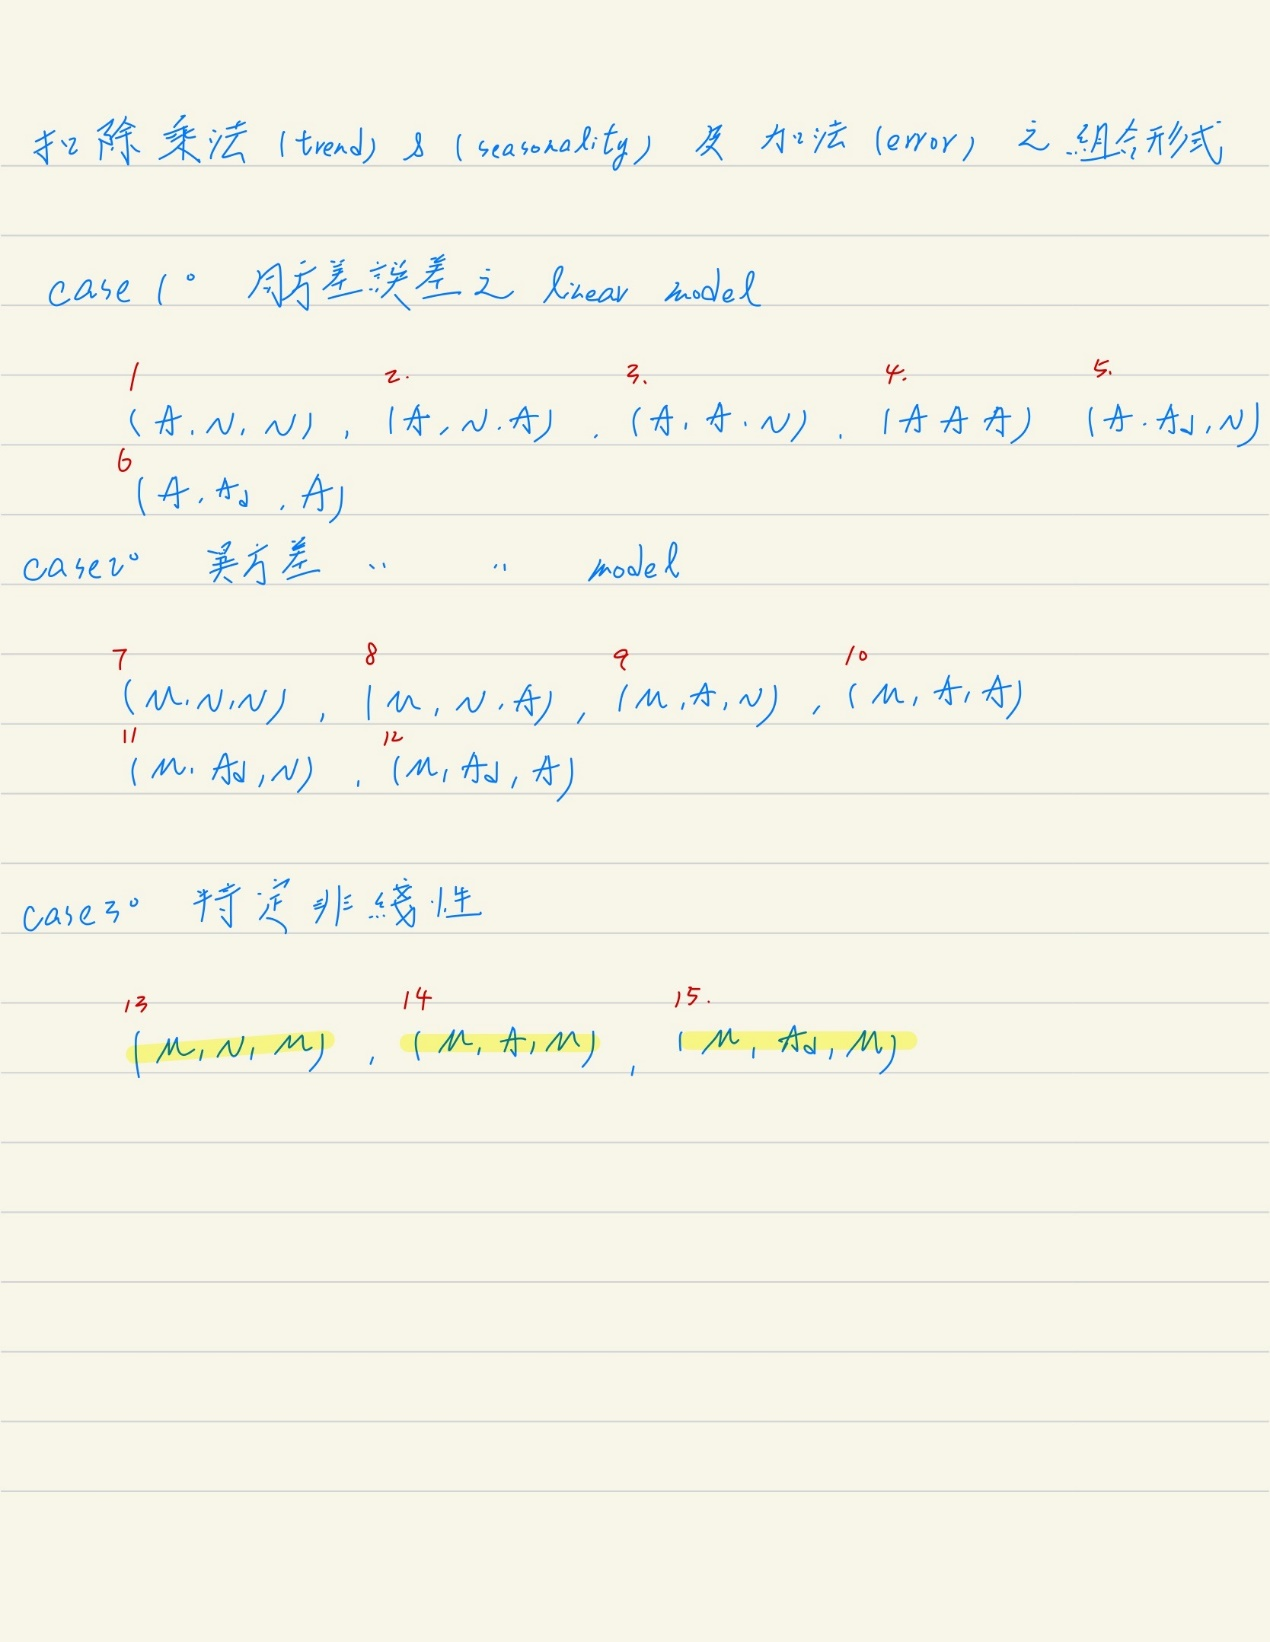 扣除乘法 (trend) & (seasonality) 及 加法 (error) 之組合形式
case 1° 同方差誤差之 linear model
1 2. 3. 4. 5.
(A, N, N), (A, N, A), (A, A, N), (A A A) (A, Ad, N)
6
(A, Ad, A)
case 2° 異方差 〃 〃 model
7 8 9 10
(M, N, N), (M, N, A), (M, A, N), (M, A, A)
11 12
(M, Ad, N), (M, Ad, A)
case 3° 特定非線性
13 14 15.
(M, N, M), (M, A, M), (M, Ad, M)